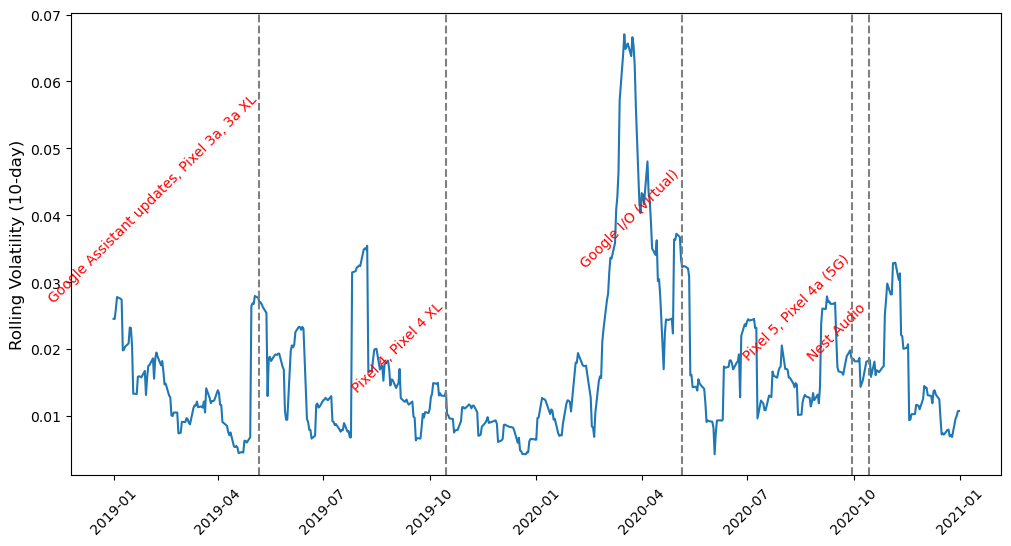 0.07
0.06
0.05
0.04
0.03
0.02
0.01
Rolling Volatility (10-day)
Google Assistant updates, Pixel 3a, 3a XL
Pixel 4, Pixel 4 XL
Google I/O (virtual)
Pixel 5, Pixel 4a (5G)
Nest Audio
2019-01
2019-04
2019-07
2019-10
2020-01
2020-04
2020-07
2020-10
2021-01